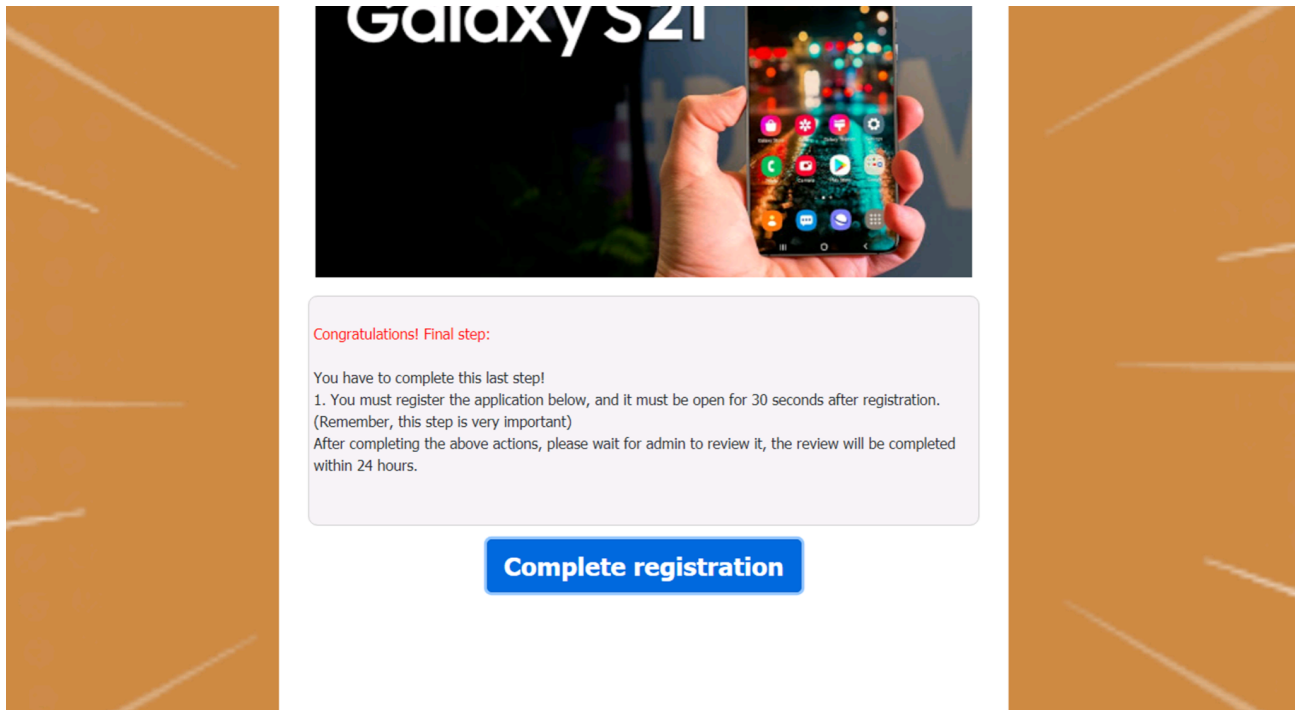 Galaxy S21
Congratulations! Final step:
You have to complete this last step!
1. You must register the application below, and it must be open for 30 seconds after registration.
(Remember, this step is very important)
After completing the above actions, please wait for admin to review it, the review will be completed
within 24 hours.
Complete registration